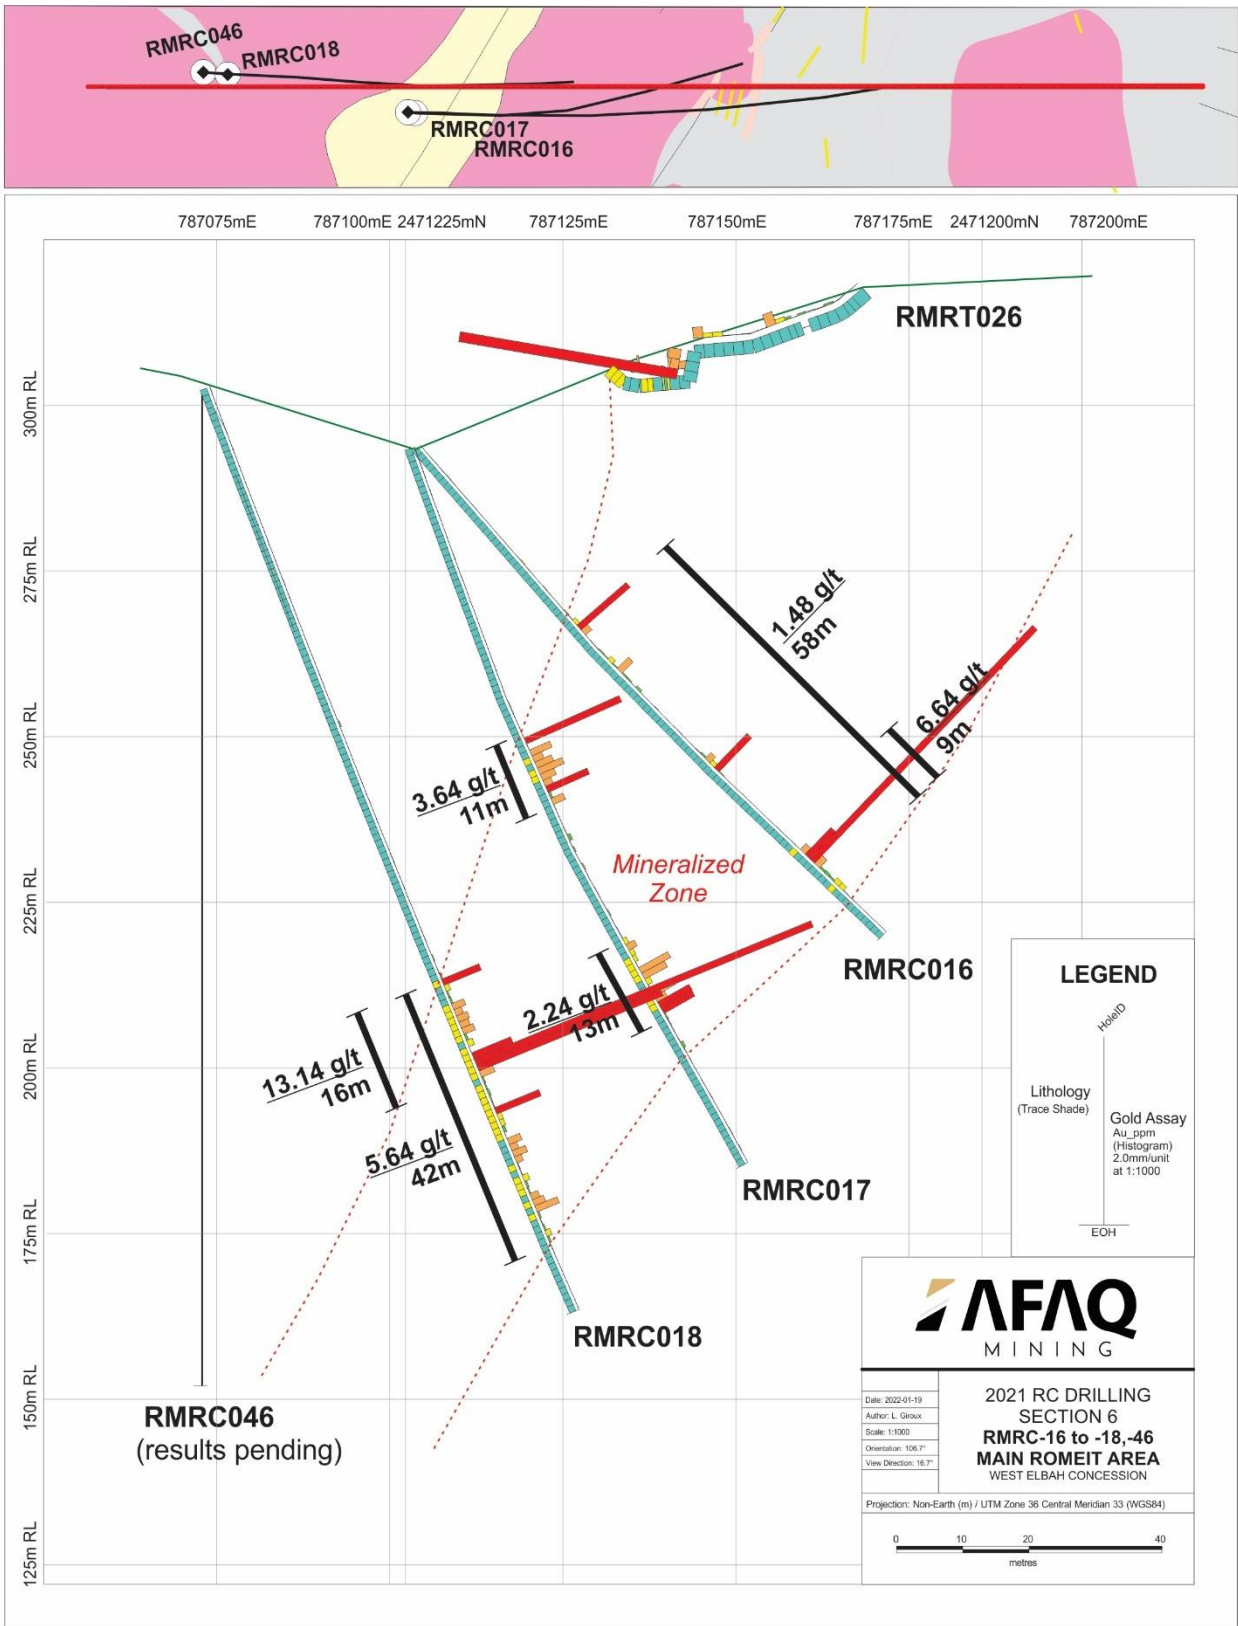 RMRC046
RMRC018
RMRC017
RMRC016
787075mE
787100mE
2471225mN
787125mE
787150mE
787175mE
2471200mN
787200mE
RMRT026
300m RL
275m RL
1.48 g/t
58m
6.64 g/t
9m
250m RL
3.64 g/t
11m
Mineralized
Zone
225m RL
RMRC016
2.24 g/t
13m
200m RL
13.14 g/t
16m
5.64 g/t
42m
RMRC017
175m RL
RMRC018
150m RL
RMRC046
(results pending)
125m RL
LEGEND
HoleID
Lithology
(Trace Shade)
Gold Assay
Au_ppm
(Histogram)
2.0mm/unit
at 1:1000
EOH
AFAQ
MINING
Date: 2022-01-19
Author: L. Giroux
Scale: 1:1000
Orientation: 106.7°
View Direction: 16.7°
2021 RC DRILLING
SECTION 6
RMRC-16 to -18,-46
MAIN ROMEIT AREA
WEST ELBAH CONCESSION
Projection: Non-Earth (m) / UTM Zone 36 Central Meridian 33 (WGS84)
0 10 20 40
metres